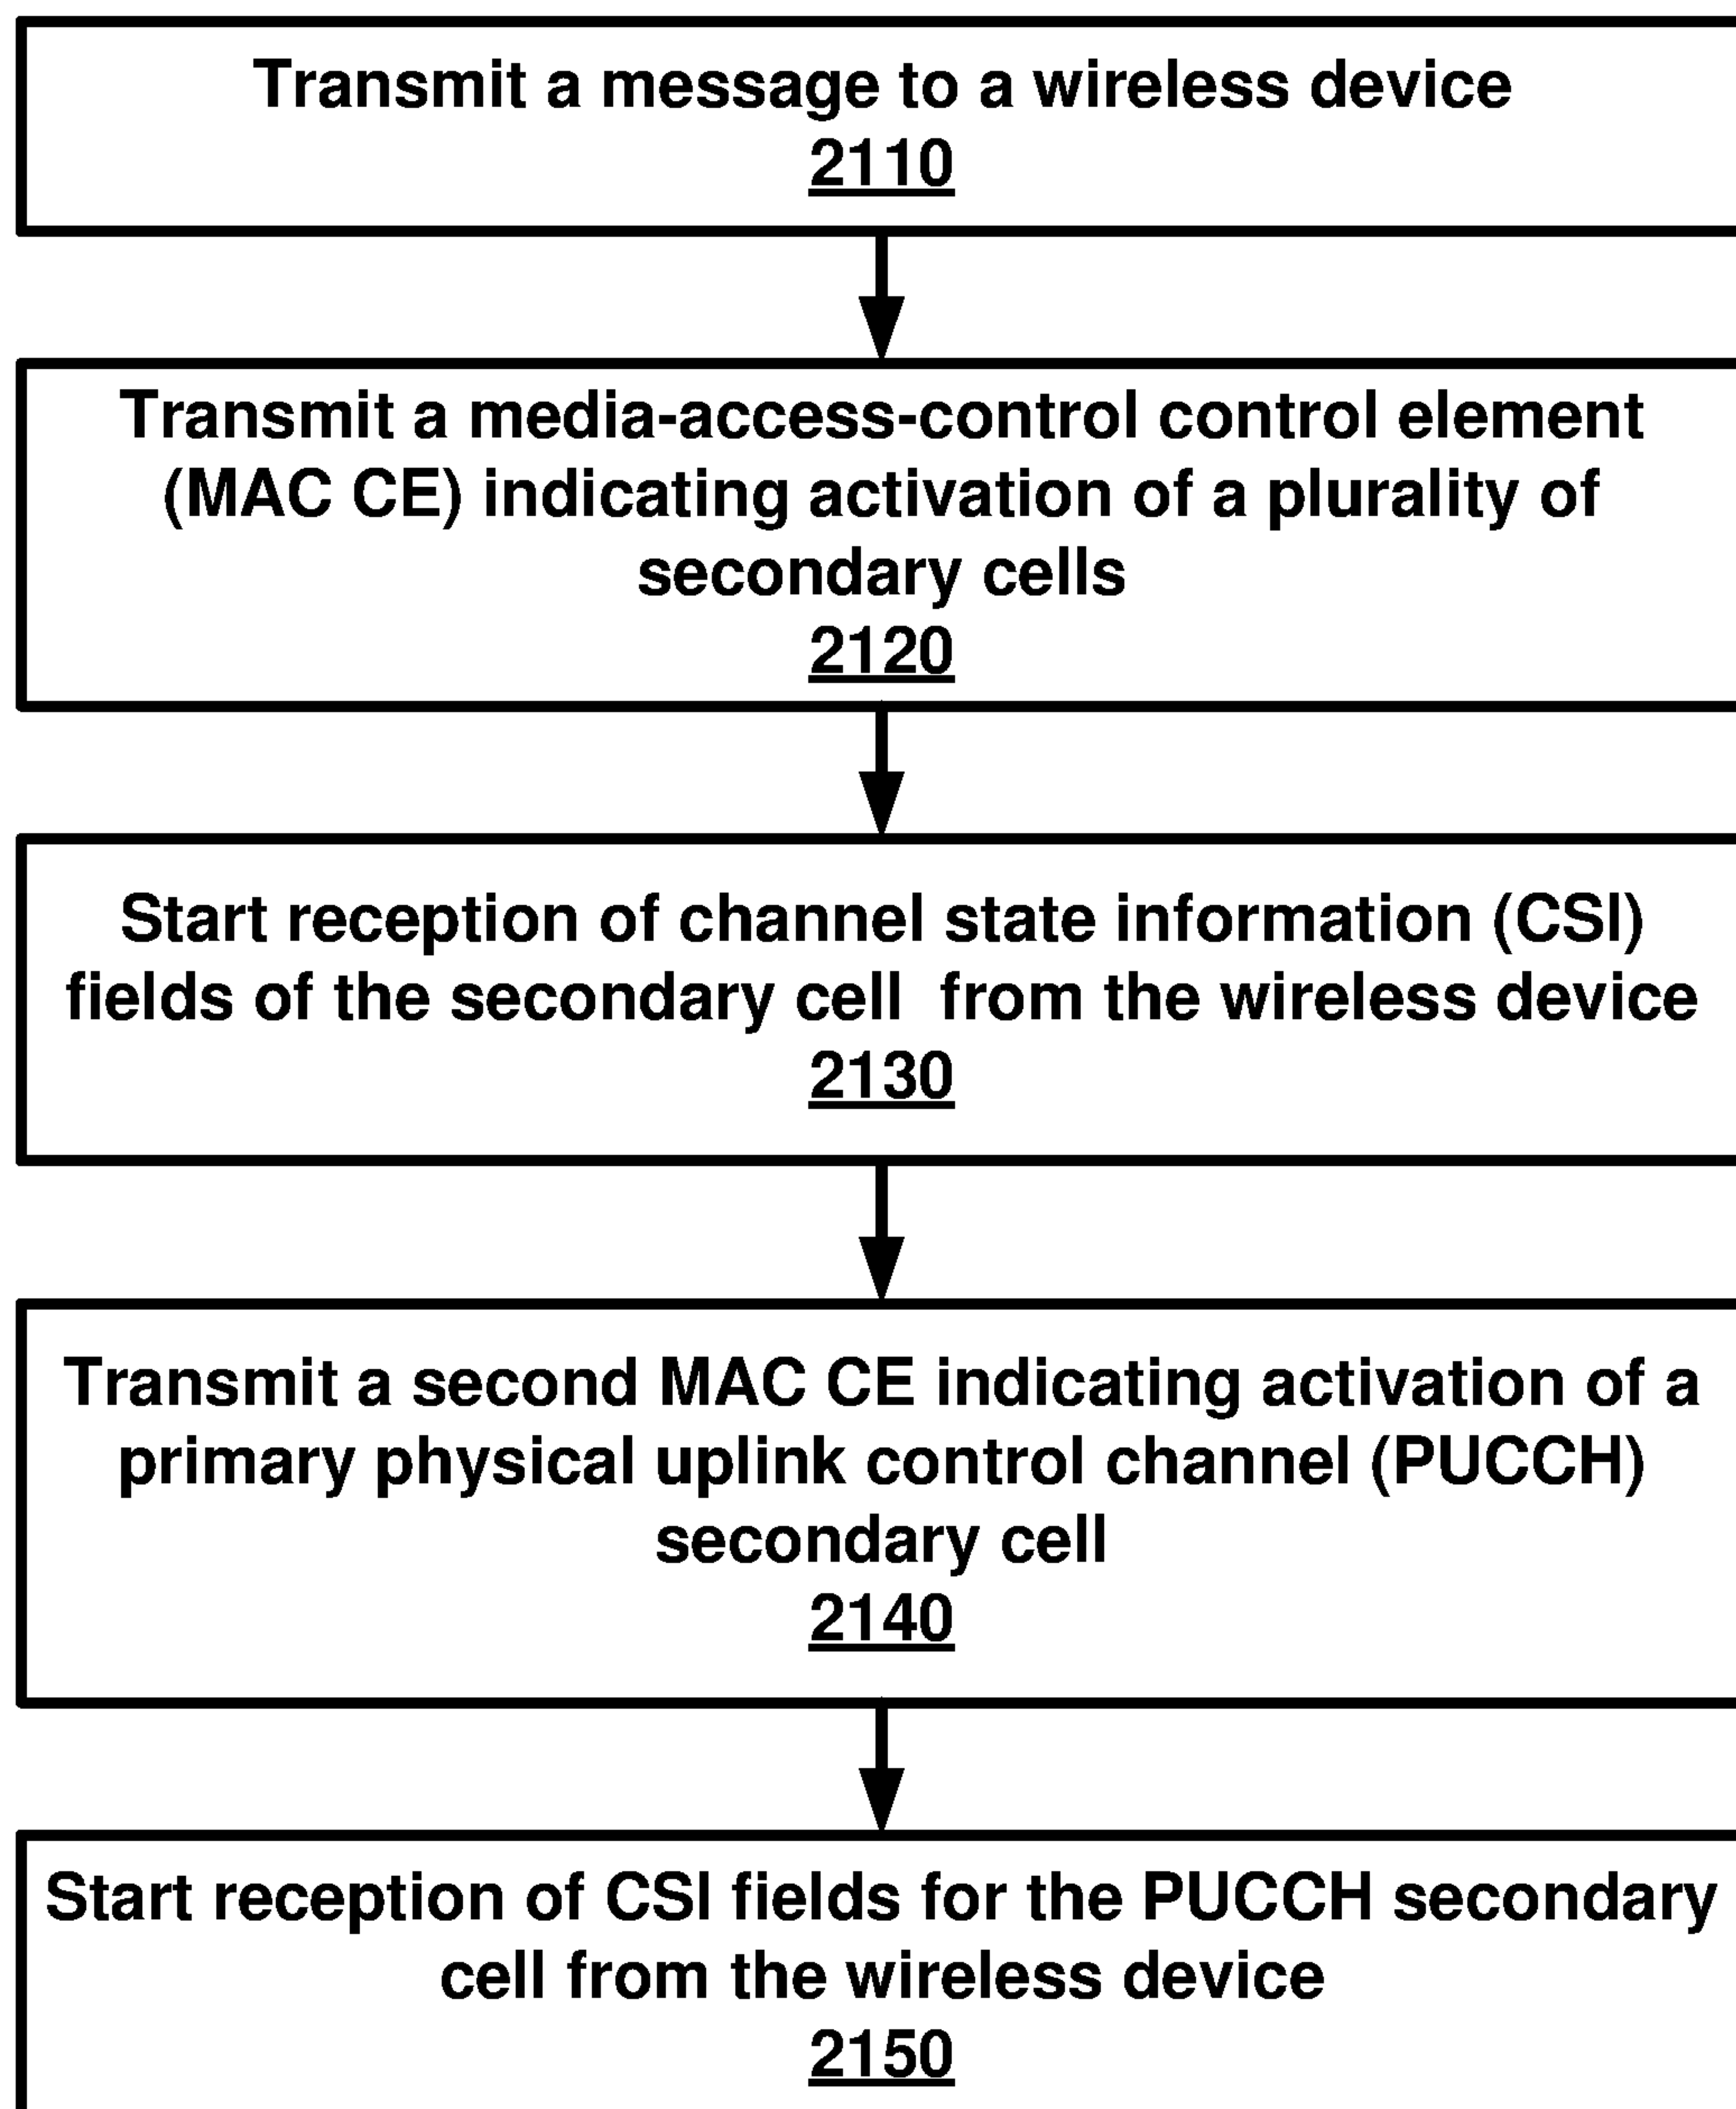 Transmit a message to a wireless device
2110
Transmit a media-access-control control element
(MAC CE) indicating activation of a plurality of
secondary cells
2120
Start reception of channel state information (CSI)
fields of the secondary cell from the wireless device
2130
Transmit a second MAC CE indicating activation of a
primary physical uplink control channel (PUCCH)
secondary cell
2140
Start reception of CSI fields for the PUCCH secondary
cell from the wireless device
2150